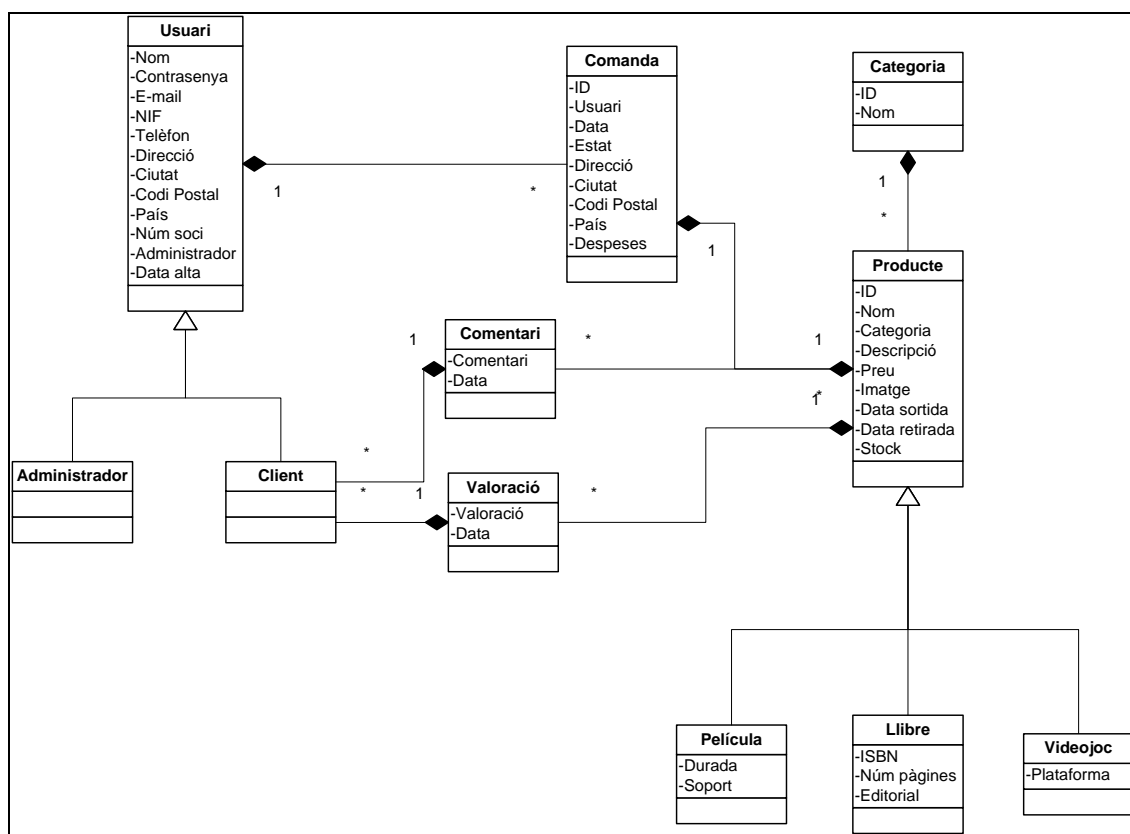 Usuari
-Nom
-Contrasenya
-E-mail
-NIF
-Telèfon
-Direcció
-Ciutat
-Codi Postal
-País
-Núm soci
-Administrador
-Data alta
Comanda
-ID
-Usuari
-Data
-Estat
-Direcció
-Ciutat
-Codi Postal
-País
-Despeses
Categoria
-ID
-Nom
1
*
1
1
*
Producte
-ID
-Nom
-Categoria
-Descripció
-Preu
-Imatge
-Data sortida
-Data retirada
-Stock
Comentari
-Comentari
-Data
1
*
1
1
*
*
Administrador
Client
*
1
Valoració
-Valoració
-Data
*
Película
-Durada
-Soport
Llibre
-ISBN
-Núm pàgines
-Editorial
Videojoc
-Plataforma